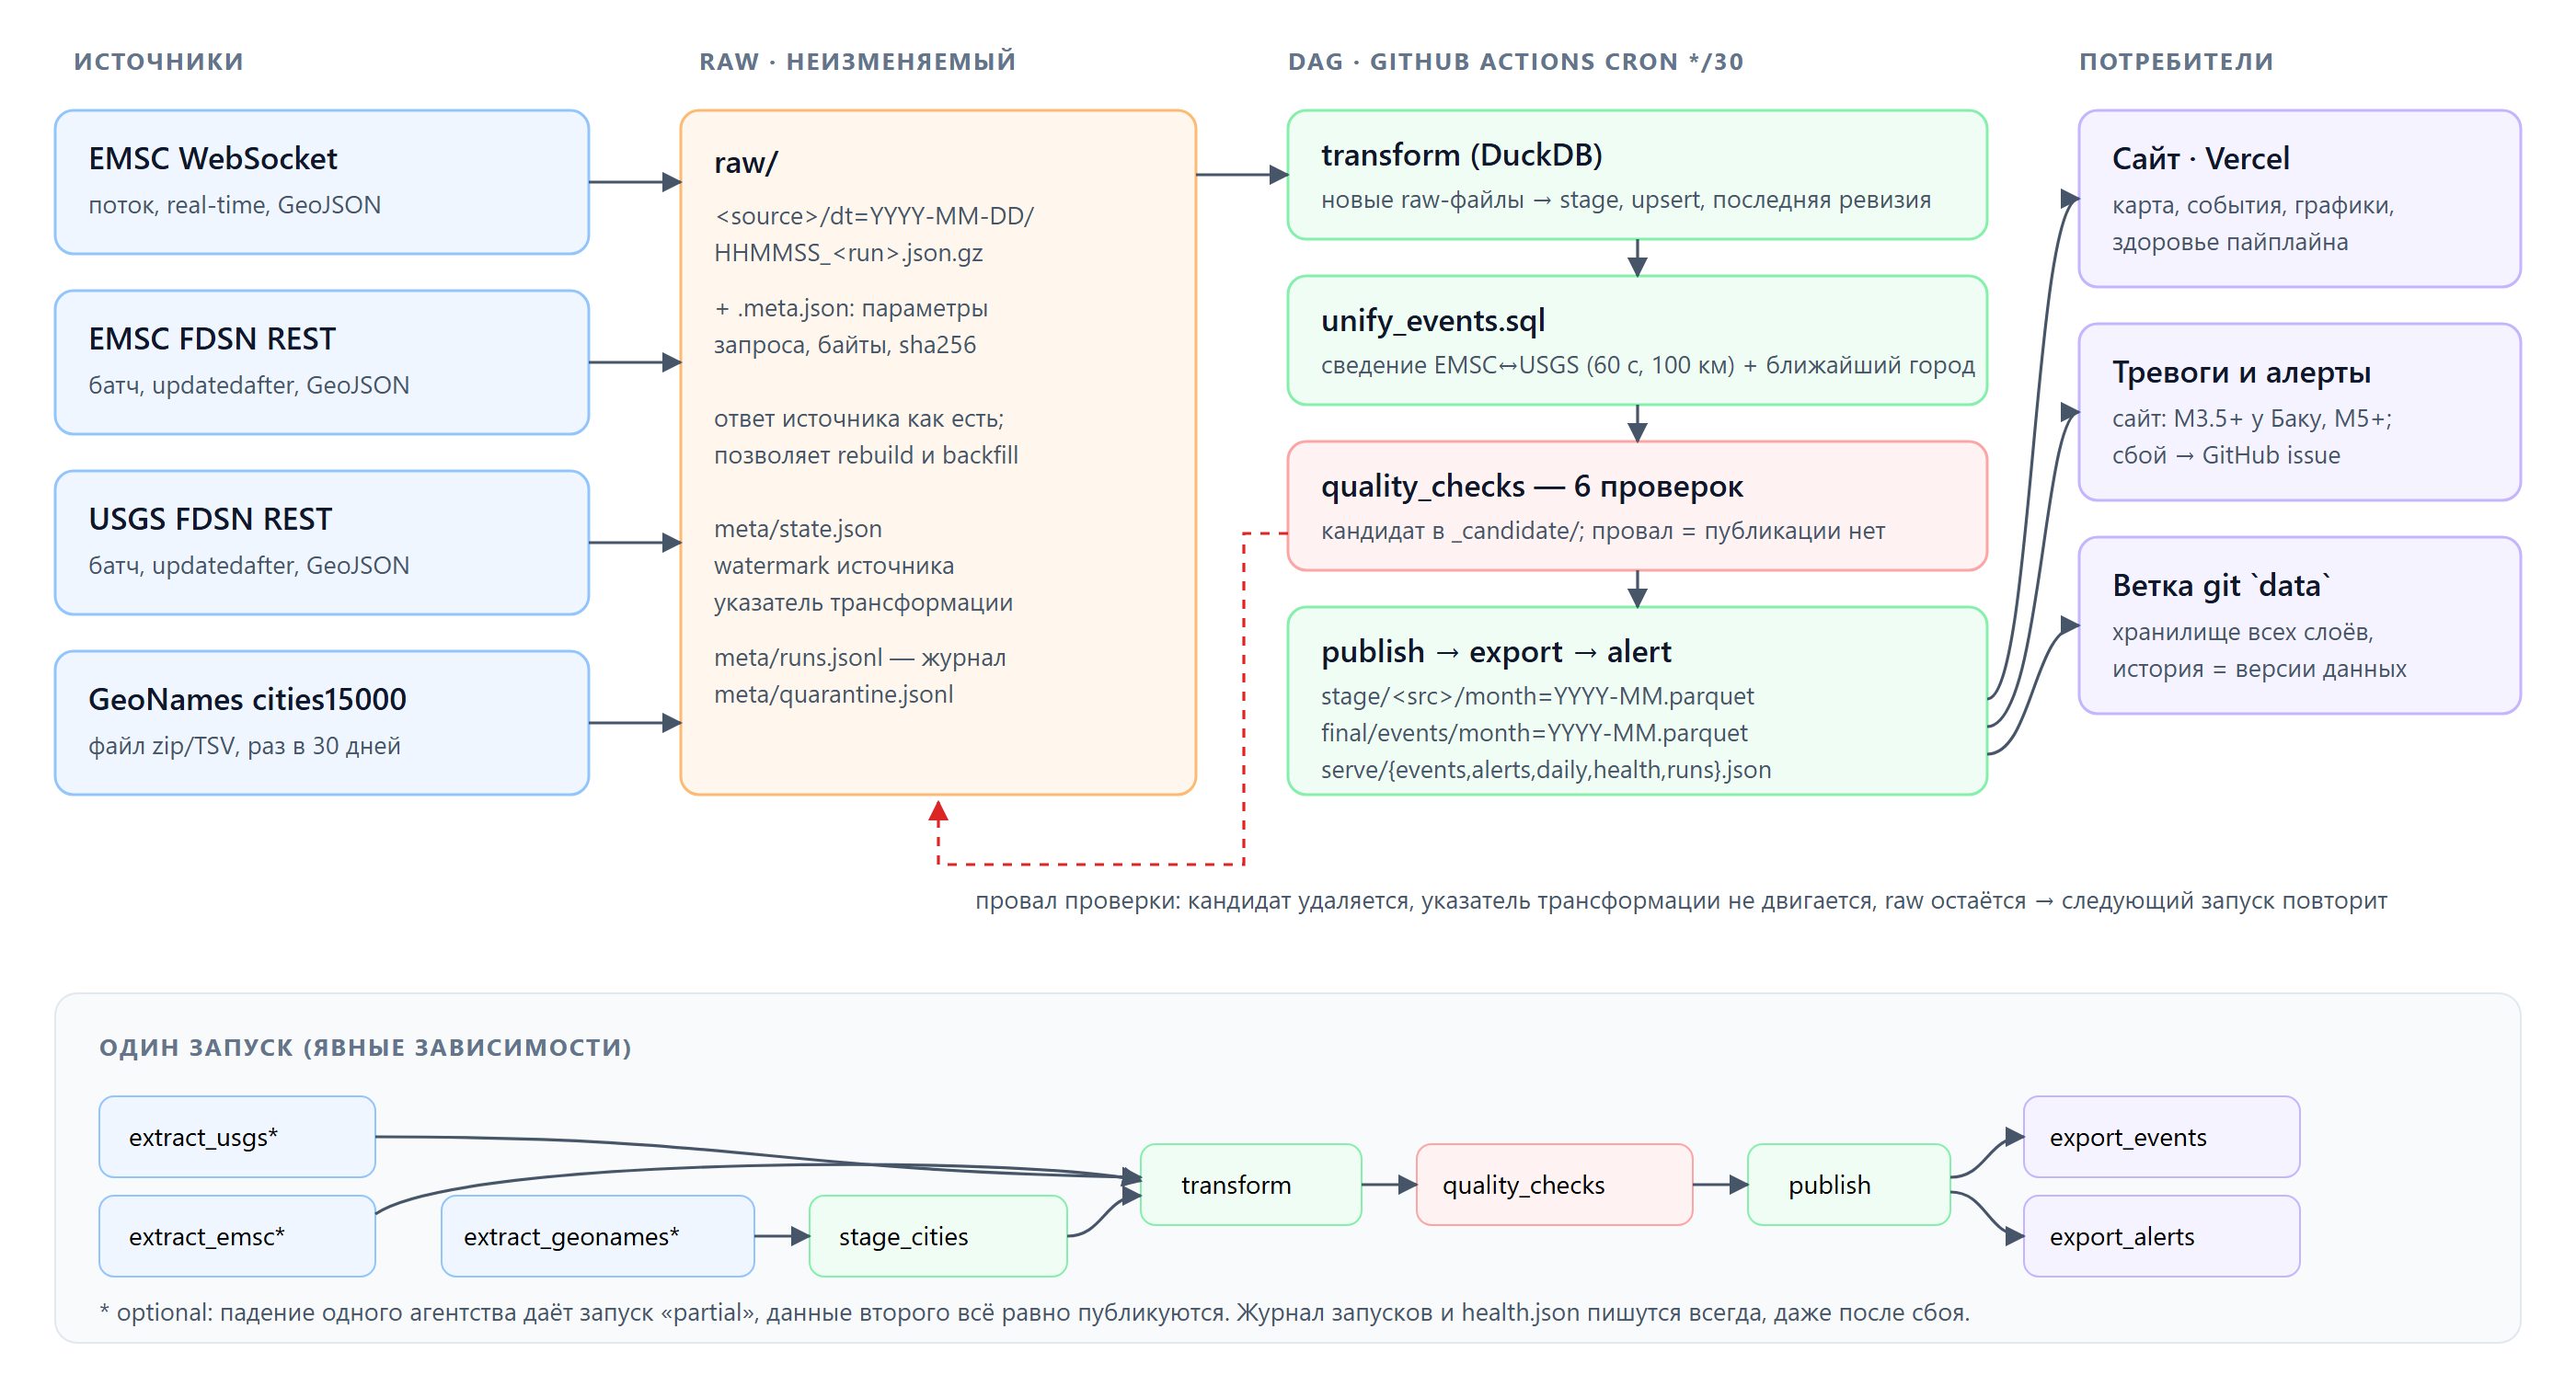 ИСТОЧНИКИ
EMSC WebSocket
поток, real-time, GeoJSON
EMSC FDSN REST
батч, updatedafter, GeoJSON
USGS FDSN REST
батч, updatedafter, GeoJSON
GeoNames cities15000
файл zip/TSV, раз в 30 дней
RAW · НЕИЗМЕНЯЕМЫЙ
raw/
<source>/dt=YYYY-MM-DD/
HHMMSS_<run>.json.gz
+ .meta.json: параметры
запроса, байты, sha256
ответ источника как есть;
позволяет rebuild и backfill
meta/state.json
watermark источника
указатель трансформации
meta/runs.jsonl — журнал
meta/quarantine.jsonl
DAG · GITHUB ACTIONS CRON */30
transform (DuckDB)
новые raw-файлы → stage, upsert, последняя ревизия
unify_events.sql
сведение EMSC↔USGS (60 с, 100 км) + ближайший город
quality_checks — 6 проверок
кандидат в _candidate/; провал = публикации нет
publish → export → alert
stage/<src>/month=YYYY-MM.parquet
final/events/month=YYYY-MM.parquet
serve/{events,alerts,daily,health,runs}.json
ПОТРЕБИТЕЛИ
Сайт · Vercel
карта, события, графики,
здоровье пайплайна
Тревоги и алерты
сайт: M3.5+ у Баку, M5+;
сбой → GitHub issue
Ветка git `data`
хранилище всех слоёв,
история = версии данных
провал проверки: кандидат удаляется, указатель трансформации не двигается, raw остаётся → следующий запуск повторит
ОДИН ЗАПУСК (ЯВНЫЕ ЗАВИСИМОСТИ)
extract_usgs*
extract_emsc*
extract_geonames*
stage_cities
transform
quality_checks
publish
export_events
export_alerts
* optional: падение одного агентства даёт запуск «partial», данные второго всё равно публикуются. Журнал запусков и health.json пишутся всегда, даже после сбоя.